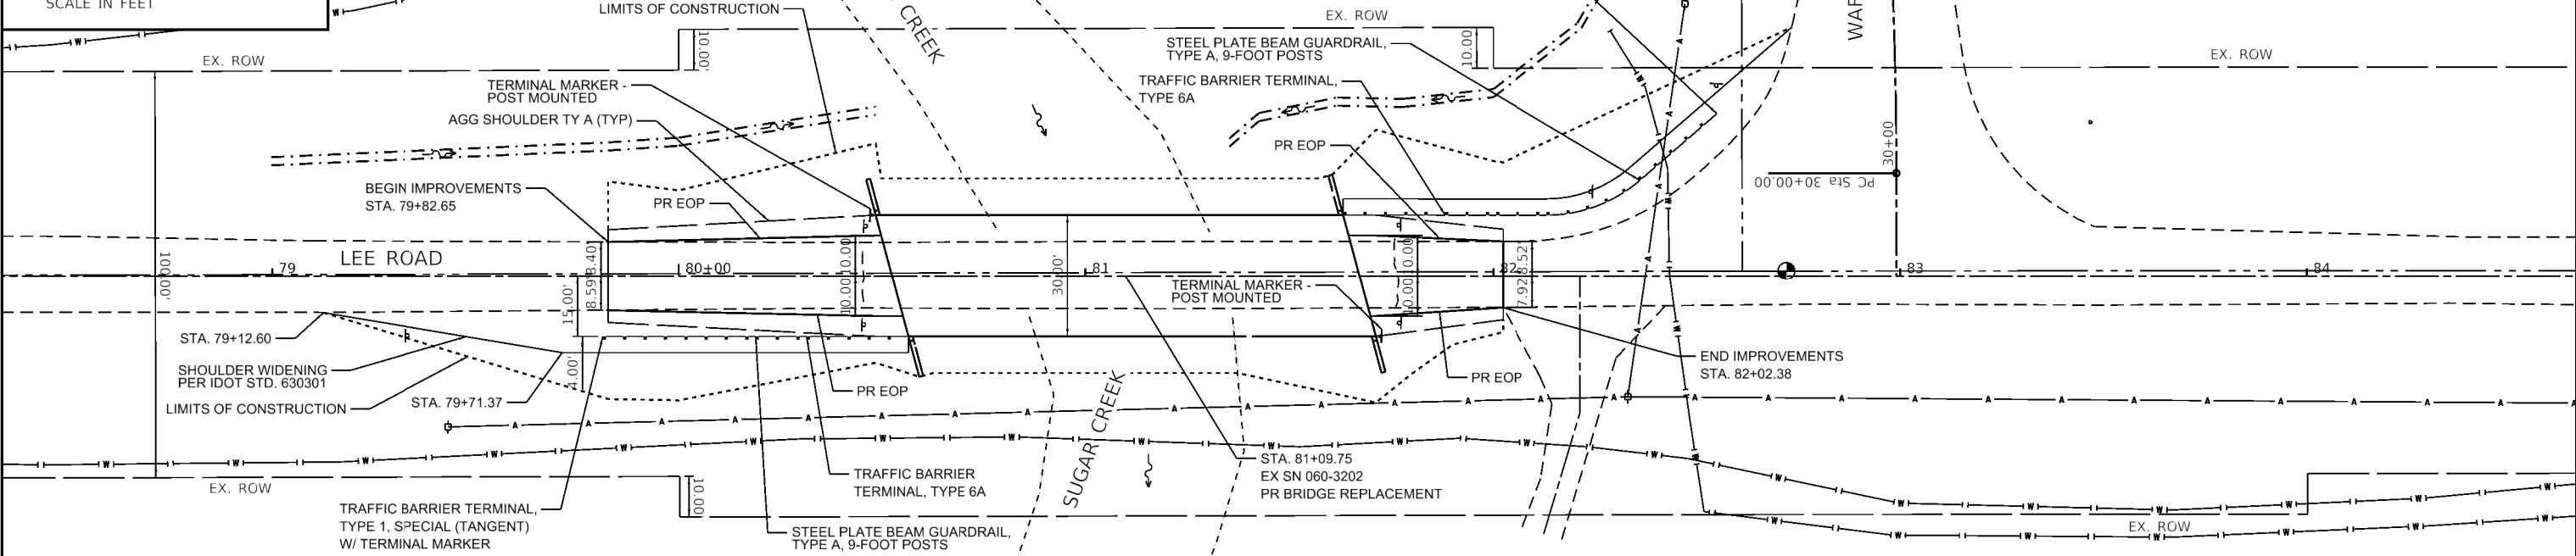 SCALE IN FEET
LIMITS OF CONSTRUCTION
CREEK
EX. ROW
EX. ROW
EX. ROW
10.00'
10.00
STEEL PLATE BEAM GUARDRAIL,
TYPE A, 9-FOOT POSTS
TRAFFIC BARRIER TERMINAL,
TYPE 6A
TERMINAL MARKER -
POST MOUNTED
AGG SHOULDER TY A (TYP)
PR EOP
BEGIN IMPROVEMENTS
STA. 79+82.65
PR EOP
30+00
PC Sta 30+00.00
LEE ROAD
100.00'
79
80+00
81
82
83
84
8.40'
8.59'
15.00'
4.00'
10.00
10.00
30.00'
10.00
10.00
8.52
7.92
TERMINAL MARKER -
POST MOUNTED
STA. 79+12.60
SHOULDER WIDENING
PER IDOT STD. 630301
LIMITS OF CONSTRUCTION
STA. 79+71.37
PR EOP
PR EOP
END IMPROVEMENTS
STA. 82+02.38
SUGAR CREEK
STA. 81+09.75
EX SN 060-3202
PR BRIDGE REPLACEMENT
TRAFFIC BARRIER
TERMINAL, TYPE 6A
EX. ROW
10.00
TRAFFIC BARRIER TERMINAL,
TYPE 1, SPECIAL (TANGENT)
W/ TERMINAL MARKER
STEEL PLATE BEAM GUARDRAIL,
TYPE A, 9-FOOT POSTS
EX. ROW